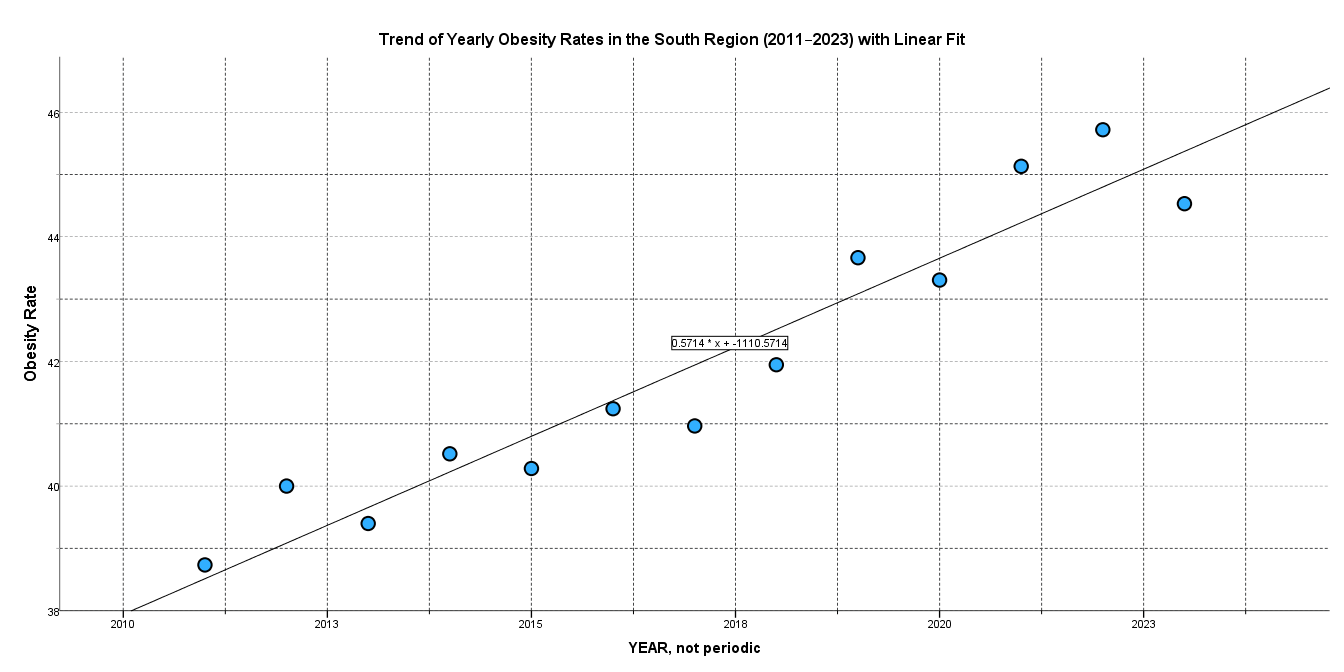 Trend of Yearly Obesity Rates in the South Region (2011–2023) with Linear Fit
46
44
42
40
38
Obesity Rate
0.5714 * x + -1110.5714
2010
2013
2015
2018
2020
2023
YEAR, not periodic